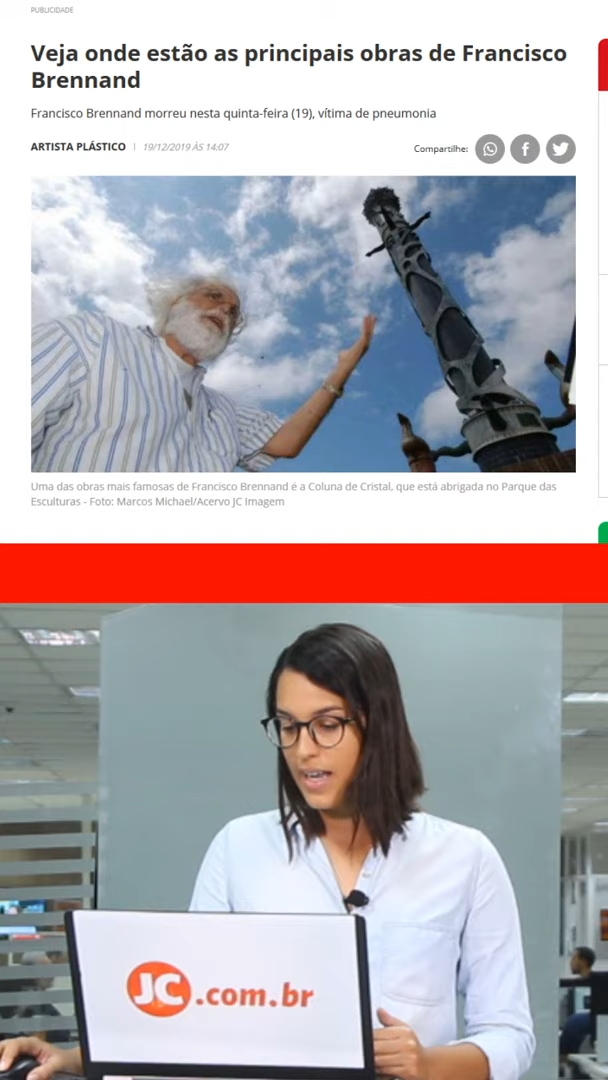 PUBLICIDADE
Veja onde estão as principais obras de Francisco
Brennand
Francisco Brennand morreu nesta quinta-feira (19), vítima de pneumonia
ARTISTA PLÁSTICO | 19/12/2019 ÀS 14:07
Compartilhe:
Uma das obras mais famosas de Francisco Brennand é a Coluna de Cristal, que está abrigada no Parque das
Esculturas - Foto: Marcos Michael/Acervo JC Imagem
JC.com.br